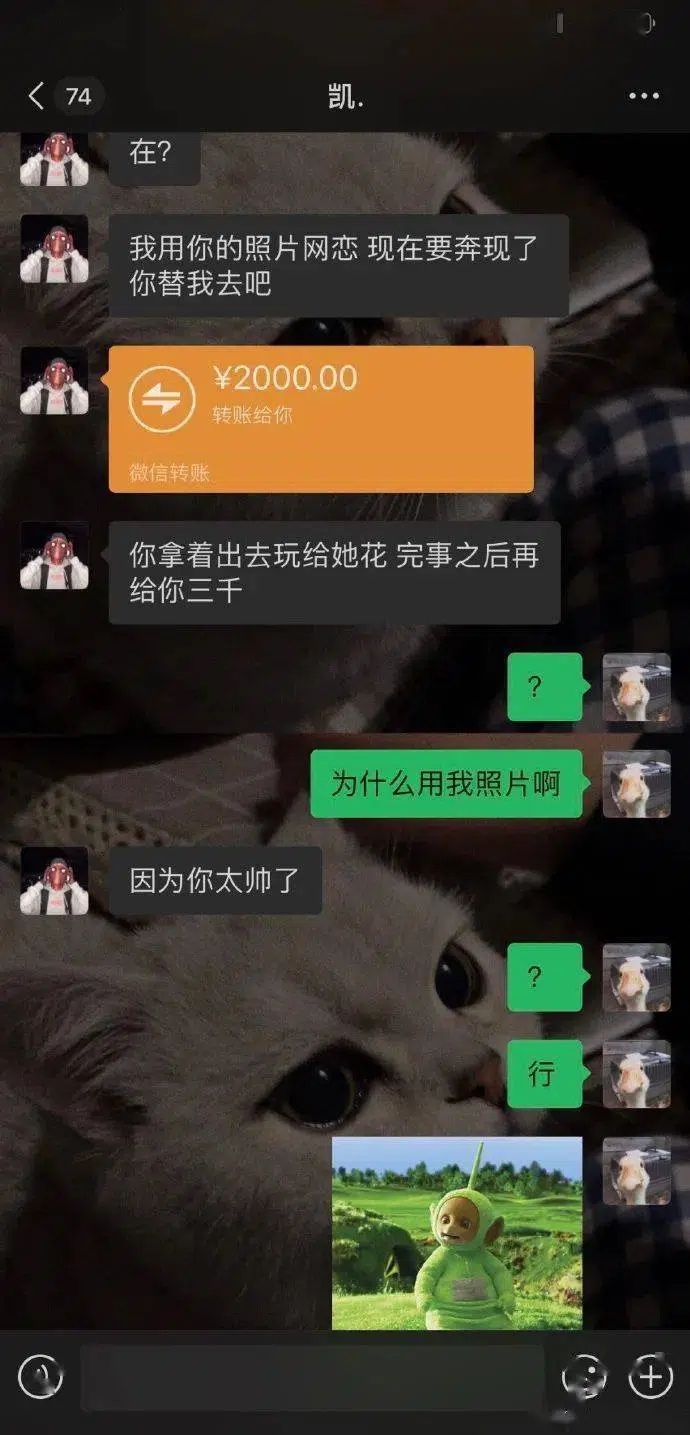 74
凯.
在?
我用你的照片网恋 现在要奔现了
你替我去吧
¥2000.00
转账给你
微信转账
你拿着出去玩给她花 完事之后再
给你三千
?
为什么用我照片啊
因为你太帅了
?
行